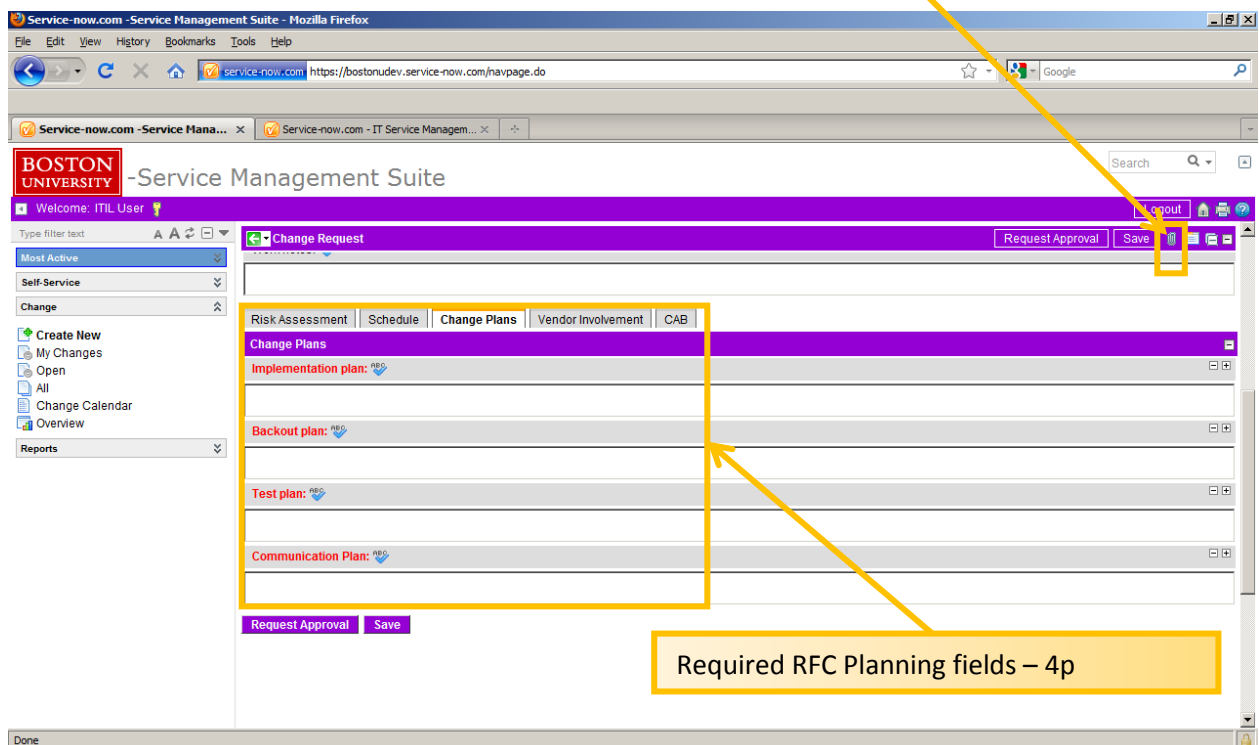 Service-now.com -Service Management Suite - Mozilla Firefox
File Edit View History Bookmarks Tools Help
service-now.com https://bostonudev.service-now.com/navpage.do Google
Service-now.com -Service Mana... Service-now.com - IT Service Managem...
BOSTON
UNIVERSITY
-Service Management Suite
Search
Welcome: ITIL User Logout
Type filter text A A
Most Active
Self-Service
Change
Create New
My Changes
Open
All
Change Calendar
Overview
Reports
Change Request Request Approval Save
Risk Assessment Schedule Change Plans Vendor Involvement CAB
Change Plans
Implementation plan: ABC
Backout plan: ABC
Test plan: ABC
Communication Plan: ABC
Request Approval Save
Required RFC Planning fields – 4p
Done